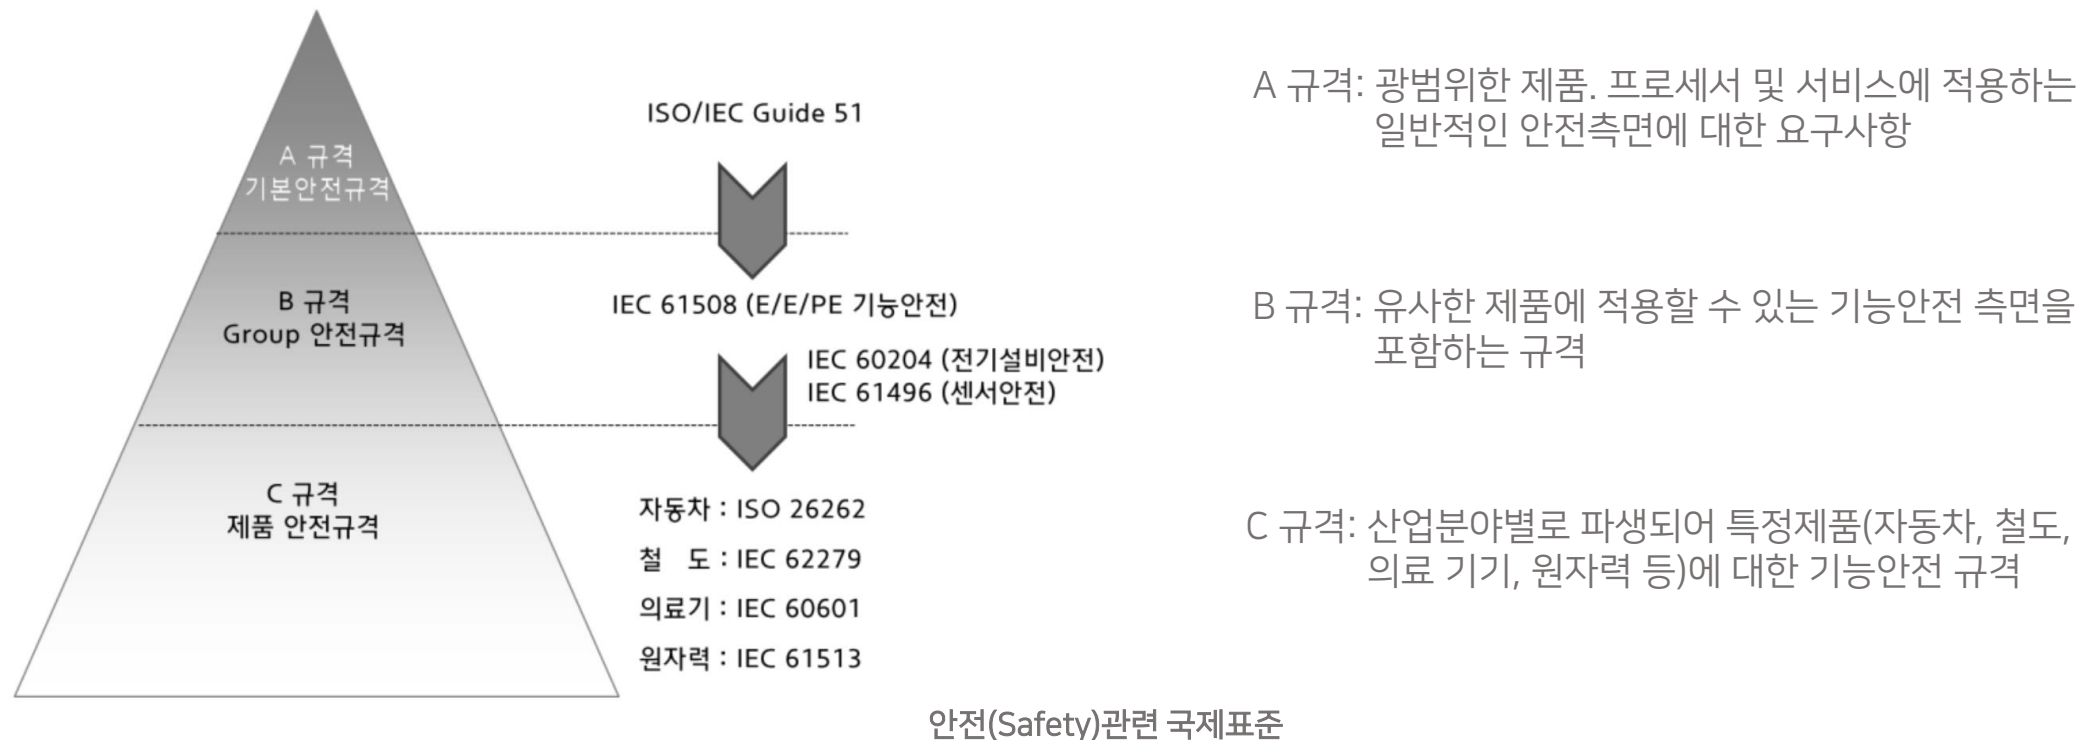 A 규격
기본안전규격
B 규격
Group 안전규격
C 규격
제품 안전규격
ISO/IEC Guide 51
IEC 61508 (E/E/PE 기능안전)
IEC 60204 (전기설비안전)
IEC 61496 (센서안전)
자동차 : ISO 26262
철 도 : IEC 62279
의료기 : IEC 60601
원자력 : IEC 61513
A 규격: 광범위한 제품. 프로세서 및 서비스에 적용하는
일반적인 안전측면에 대한 요구사항
B 규격: 유사한 제품에 적용할 수 있는 기능안전 측면을
포함하는 규격
C 규격: 산업분야별로 파생되어 특정제품(자동차, 철도,
의료 기기, 원자력 등)에 대한 기능안전 규격
안전(Safety)관련 국제표준